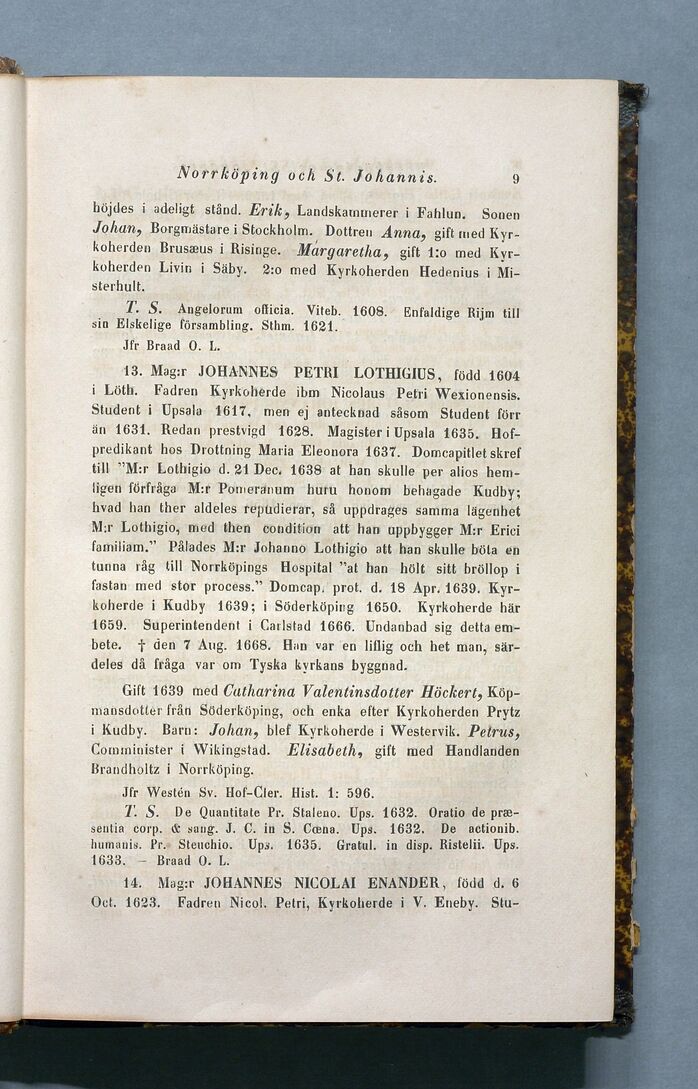 Norrköping och St. Johannis. 9
höjdes i adeligt stånd. Erik, Landskammerer i Fahlun. Sonen
Johan, Borgmästare i Stockholm. Dottren Anna, gift med Kyr-
koherden Brusæus i Risinge. Margaretha, gift 1:o med Kyr-
koherden Livin i Säby. 2:o med Kyrkoherden Hedenius i Mi-
sterhult.
T. S. Angelorum officia. Viteb. 1608. Enfaldige Rijm till
sin Elskelige försambling. Sthm. 1621.
Jfr Braad O. L.
13. Mag:r JOHANNES PETRI LOTHIGIUS, född 1604
i Löth. Fadren Kyrkoherde ibm Nicolaus Petri Wexionensis.
Student i Upsala 1617, men ej antecknad såsom Student förr
än 1631. Redan prestvigd 1628. Magister i Upsala 1635. Hof-
predikant hos Drottning Maria Eleonora 1637. Domcapitlet skref
till "M:r Lothigio d. 21 Dec. 1638 at han skulle per alios hem-
ligen förfråga M:r Pomeranum huru honom behagade Kudby;
hvad han ther aldeles repudierar, så uppdrages samma lägenhet
M:r Lothigio, med then condition att han uppbygger M:r Erici
familiam." Pålades M:r Johanno Lothigio att han skulle böta en
tunna råg till Norrköpings Hospital "at han hölt sitt bröllop i
fastan med stor process." Domcap. prot. d. 18 Apr. 1639. Kyr-
koherde i Kudby 1639; i Söderköping 1650. Kyrkoherde här
1659. Superintendent i Carlstad 1666. Undanbad sig detta em-
bete. † den 7 Aug. 1668. Han var en liflig och het man, sär-
deles då fråga var om Tyska kyrkans byggnad.
Gift 1639 med Catharina Valentinsdotter Höckert, Köp-
mansdotter från Söderköping, och enka efter Kyrkoherden Prytz
i Kudby. Barn: Johan, blef Kyrkoherde i Westervik. Petrus,
Comminister i Wikingstad. Elisabeth, gift med Handlanden
Brandholtz i Norrköping.
Jfr Westén Sv. Hof-Cler. Hist. 1: 596.
T. S. De Quantitate Pr. Staleno. Ups. 1632. Oratio de præ-
sentia corp. & sang. J. C. in S. Cœna. Ups. 1632. De actionib.
humanis. Pr. Steuchio. Ups. 1635. Gratul. in disp. Ristelii. Ups.
1633. – Braad O. L.
14. Mag:r JOHANNES NICOLAI ENANDER, född d. 6
Oct. 1623. Fadren Nicol. Petri, Kyrkoherde i V. Eneby. Stu-